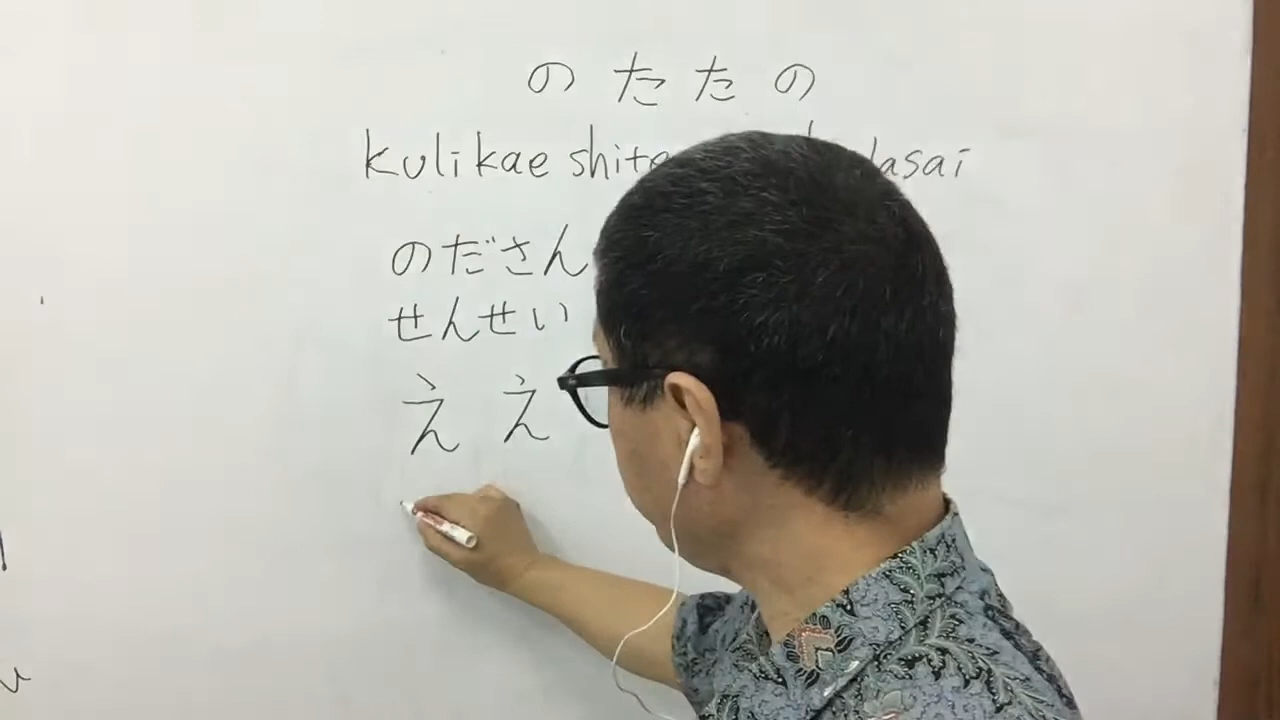 の た た の
kulikae shite
のださん
せんせい
え え